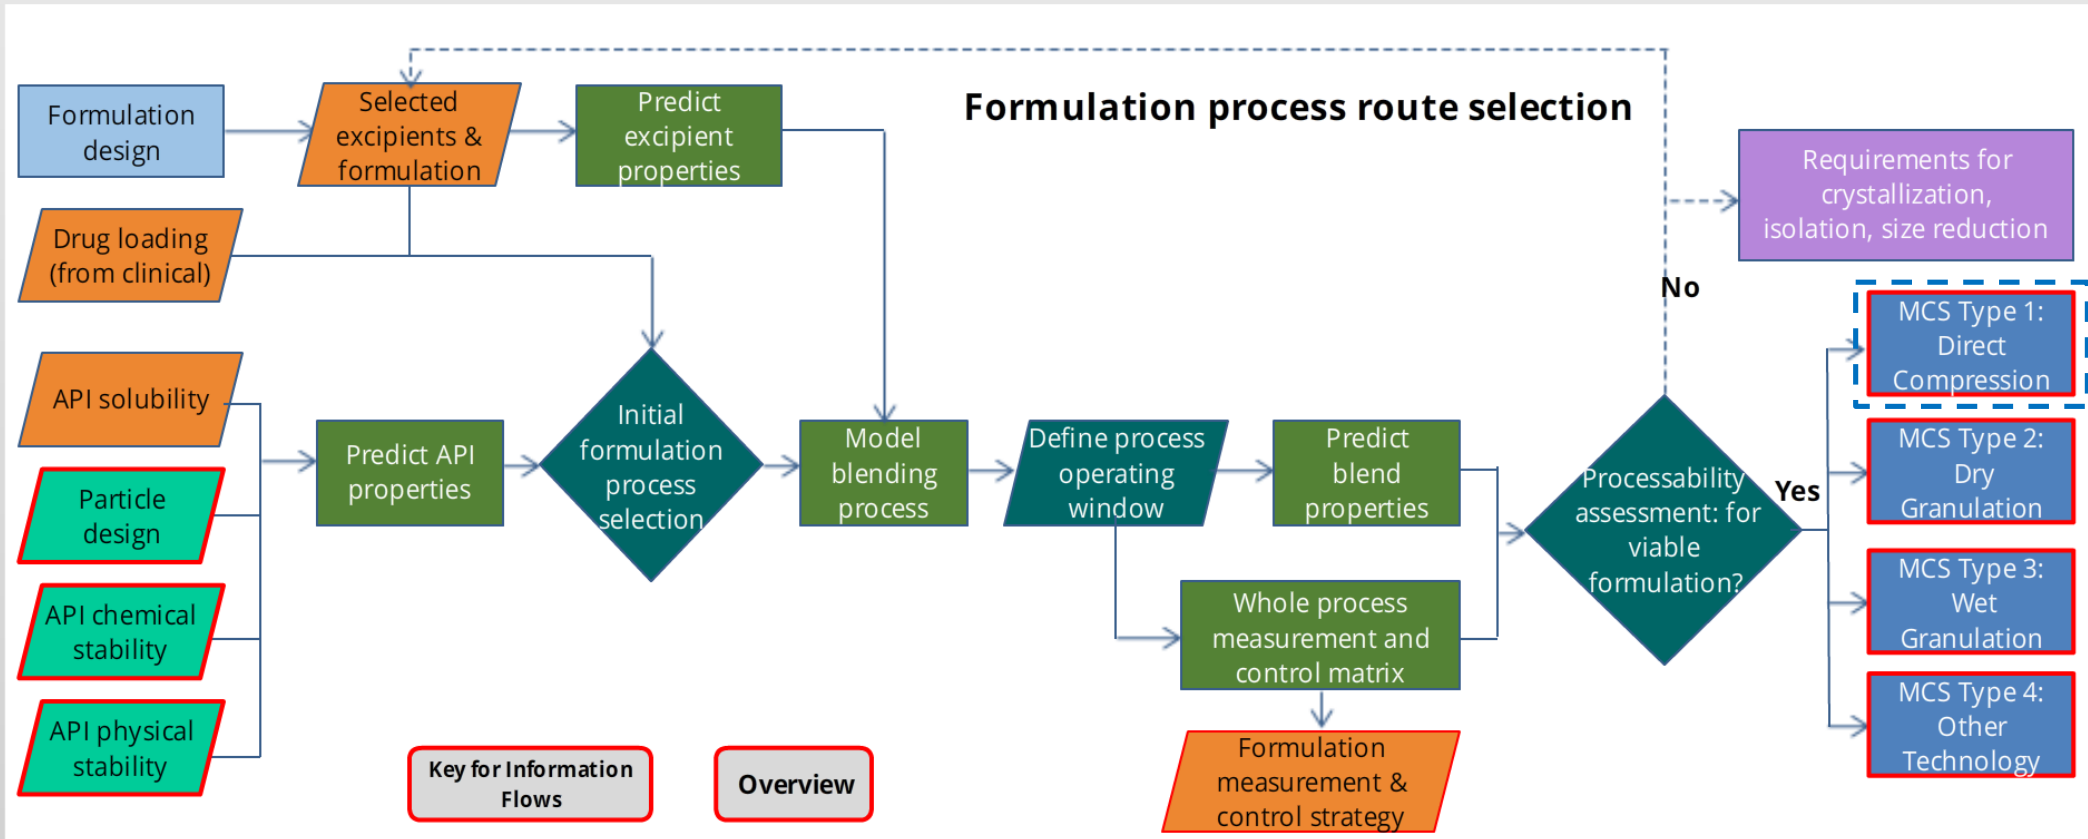 Formulation process route selection
Formulation
design
Selected
excipients &
formulation
Predict
excipient
properties
Requirements for
crystallization,
isolation, size reduction
Drug loading
(from clinical)
No
MCS Type 1:
Direct
Compression
API solubility
Initial
formulation
process
selection
Predict API
properties
Model
blending
process
Define process
operating
window
Predict
blend
properties
Processability
assessment: for
viable
formulation?
Yes
MCS Type 2:
Dry
Granulation
Particle
design
API chemical
stability
Whole process
measurement and
control matrix
MCS Type 3:
Wet
Granulation
API physical
stability
Key for Information
Flows
Overview
Formulation
measurement &
control strategy
MCS Type 4:
Other
Technology